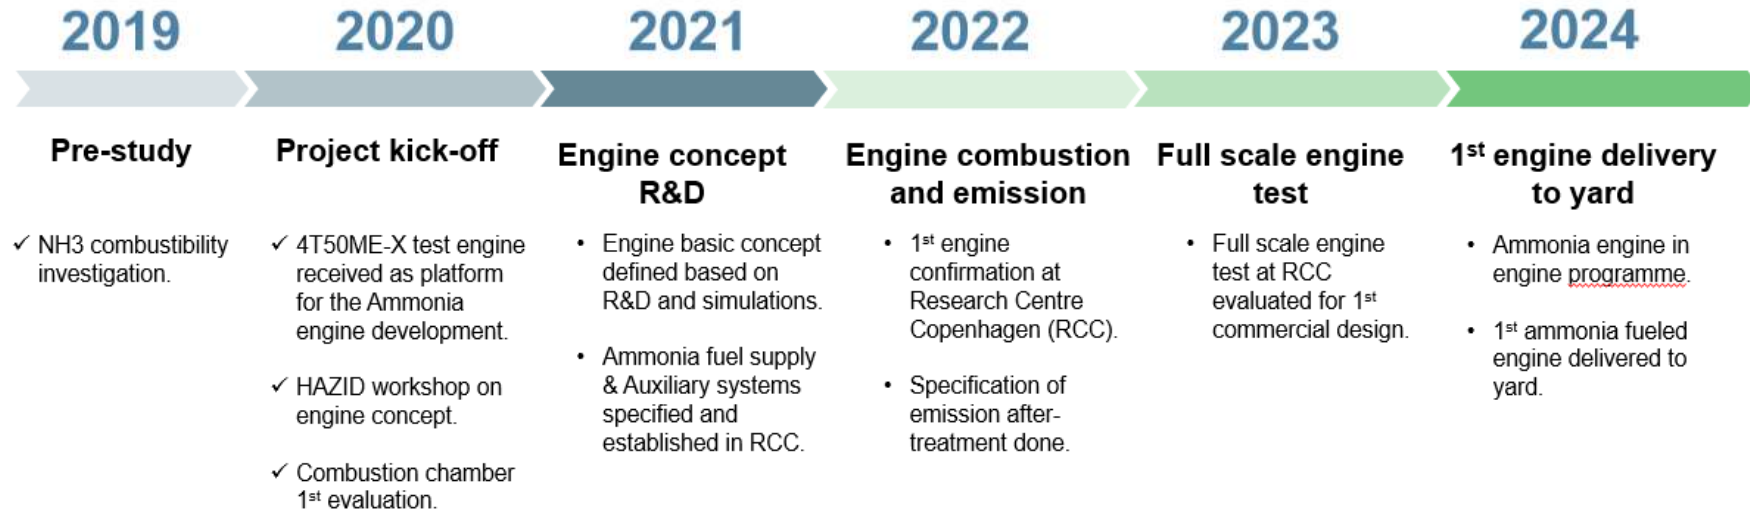 2019
2020
2021
2022
2023
2024
Pre-study
✓ NH3 combustibility
investigation.
Project kick-off
✓ 4T50ME-X test engine
received as platform
for the Ammonia
engine development.
✓ HAZID workshop on
engine concept.
✓ Combustion chamber
1st evaluation.
Engine concept
R&D
• Engine basic concept
defined based on
R&D and simulations.
• Ammonia fuel supply
& Auxiliary systems
specified and
established in RCC.
Engine combustion
and emission
• 1st engine
confirmation at
Research Centre
Copenhagen (RCC).
• Specification of
emission after-
treatment done.
Full scale engine
test
• Full scale engine
test at RCC
evaluated for 1st
commercial design.
1st engine delivery
to yard
• Ammonia engine in
engine programme.
• 1st ammonia fueled
engine delivered to
yard.